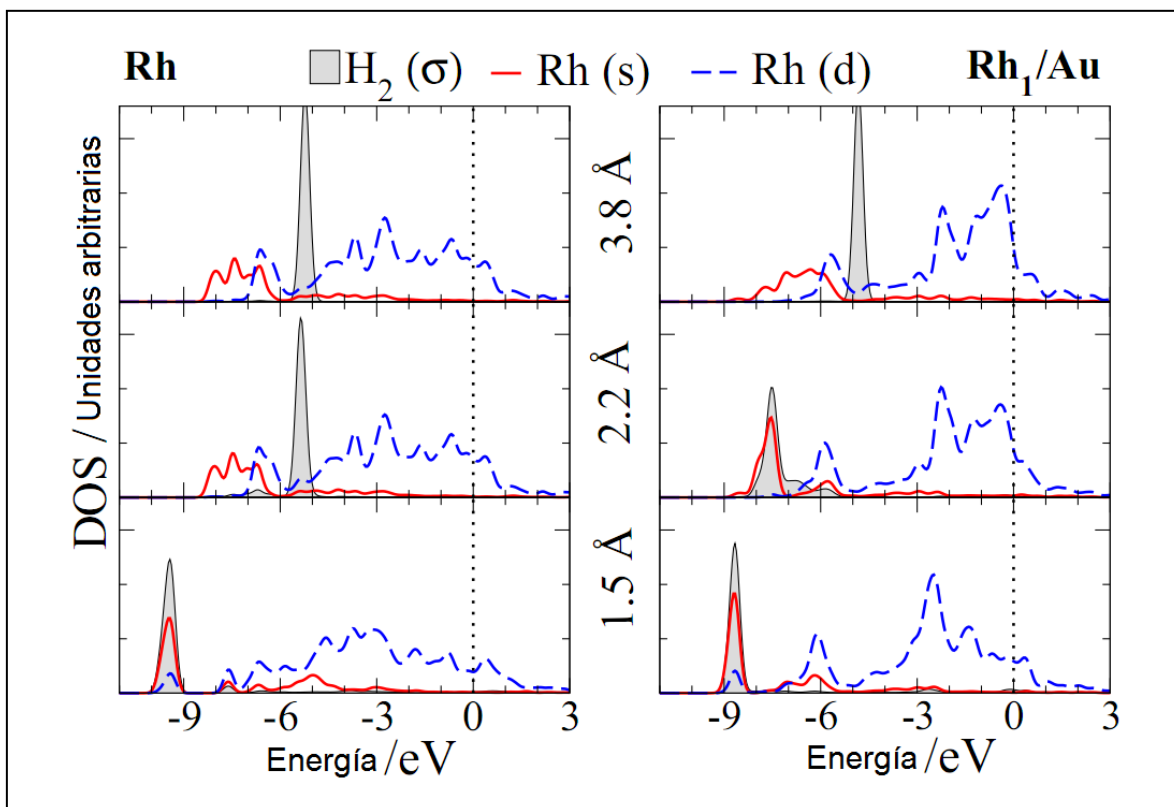 Rh H₂ (σ) Rh (s) Rh (d) Rh₁/Au
DOS / Unidades arbitrarias
3.8 Å
2.2 Å
1.5 Å
-9 -6 -3 0 3 -9 -6 -3 0 3
Energía /eV Energía /eV